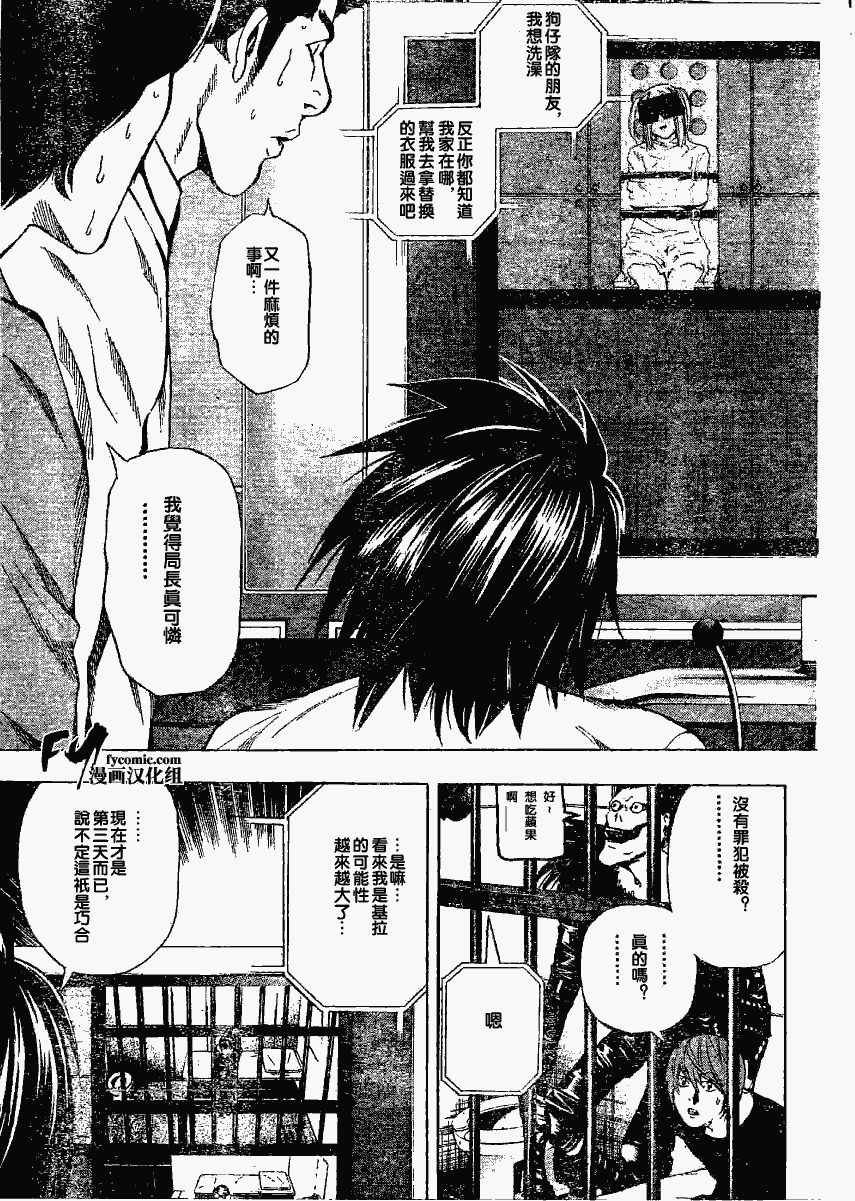 狗仔隊的朋友,
我想洗澡
反正你都知道
我家在哪,
幫我去拿替換
的衣服過來吧
又一件麻煩的
事啊…
我覺得局長眞可憐
…………
fycomic.com
漫画汉化组
…………
沒有罪犯被殺?
…………
眞的嗎?
…………
好~
想吃蘋果
啊——
嗯
…是嘛…
看來我是基拉
的可能性
越來越大了…
……
現在才是
第三天而已,
說不定這祇是巧合